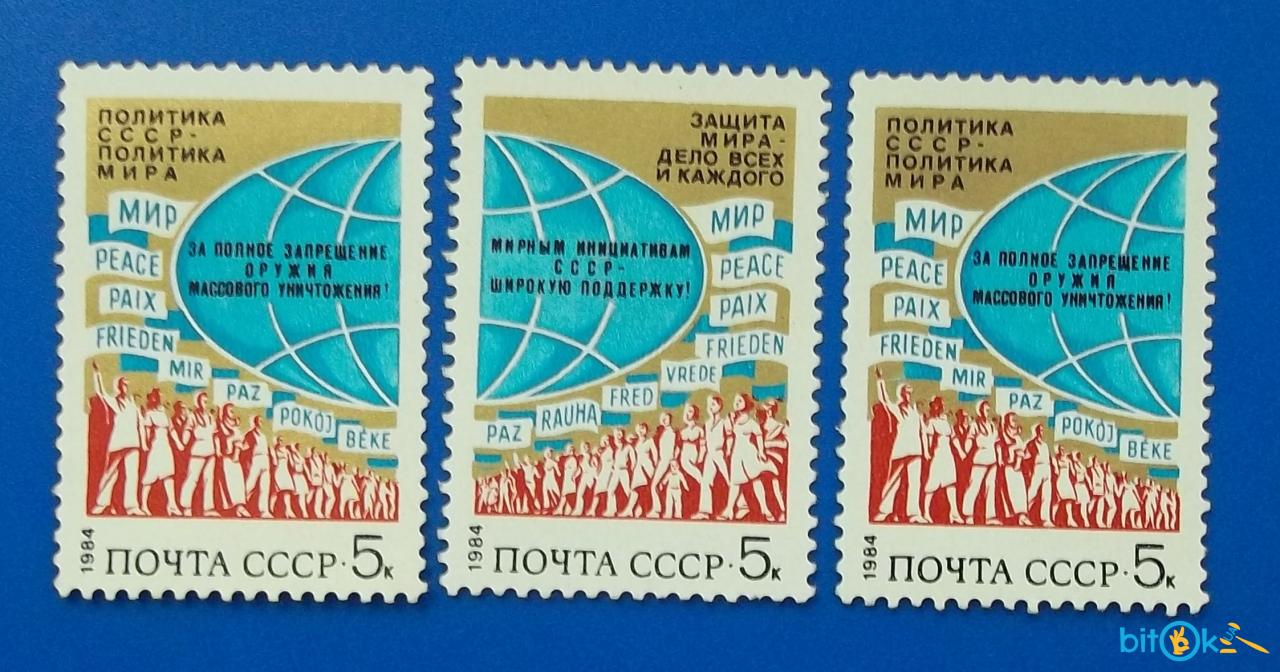 ПОЛИТИКА
СССР-
ПОЛИТИКА
МИРА
МИР
PEACE
PAIX
FRIEDEN
MIR
PAZ
POKÓJ
BÉKE
ЗА ПОЛНОЕ ЗАПРЕЩЕНИЕ
ОРУЖИЯ
МАССОВОГО УНИЧТОЖЕНИЯ!
1984
ПОЧТА СССР·5к
ЗАЩИТА
МИРА-
ДЕЛО ВСЕХ
И КАЖДОГО
МИРНЫМ ИНИЦИАТИВАМ
СССР-
ШИРОКУЮ ПОДДЕРЖКУ!
МИР
PEACE
PAIX
FRIEDEN
VREDE
FRED
RAUHA
PAZ
1984
ПОЧТА СССР·5к
ПОЛИТИКА
СССР-
ПОЛИТИКА
МИРА
МИР
PEACE
PAIX
FRIEDEN
MIR
PAZ
POKÓJ
BÉKE
ЗА ПОЛНОЕ ЗАПРЕЩЕНИЕ
ОРУЖИЯ
МАССОВОГО УНИЧТОЖЕНИЯ!
1984
ПОЧТА СССР·5к
bitOk UA